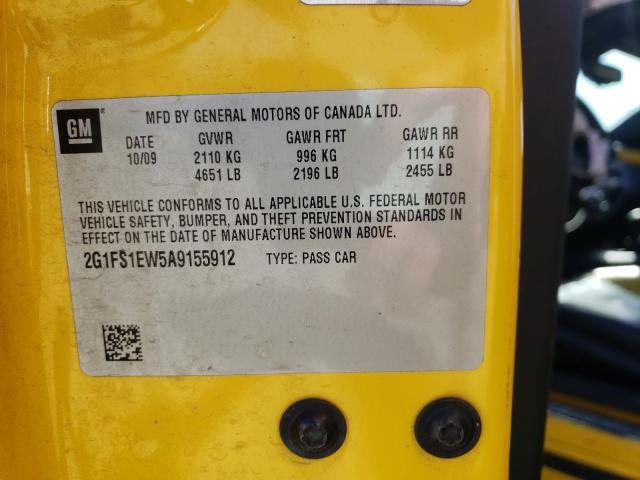 GM
MFD BY GENERAL MOTORS OF CANADA LTD.
DATE GVWR GAWR FRT GAWR RR
10/09 2110 KG 996 KG 1114 KG
4651 LB 2196 LB 2455 LB
THIS VEHICLE CONFORMS TO ALL APPLICABLE U.S. FEDERAL MOTOR
VEHICLE SAFETY, BUMPER, AND THEFT PREVENTION STANDARDS IN
EFFECT ON THE DATE OF MANUFACTURE SHOWN ABOVE.
2G1FS1EW5A9155912 TYPE: PASS CAR